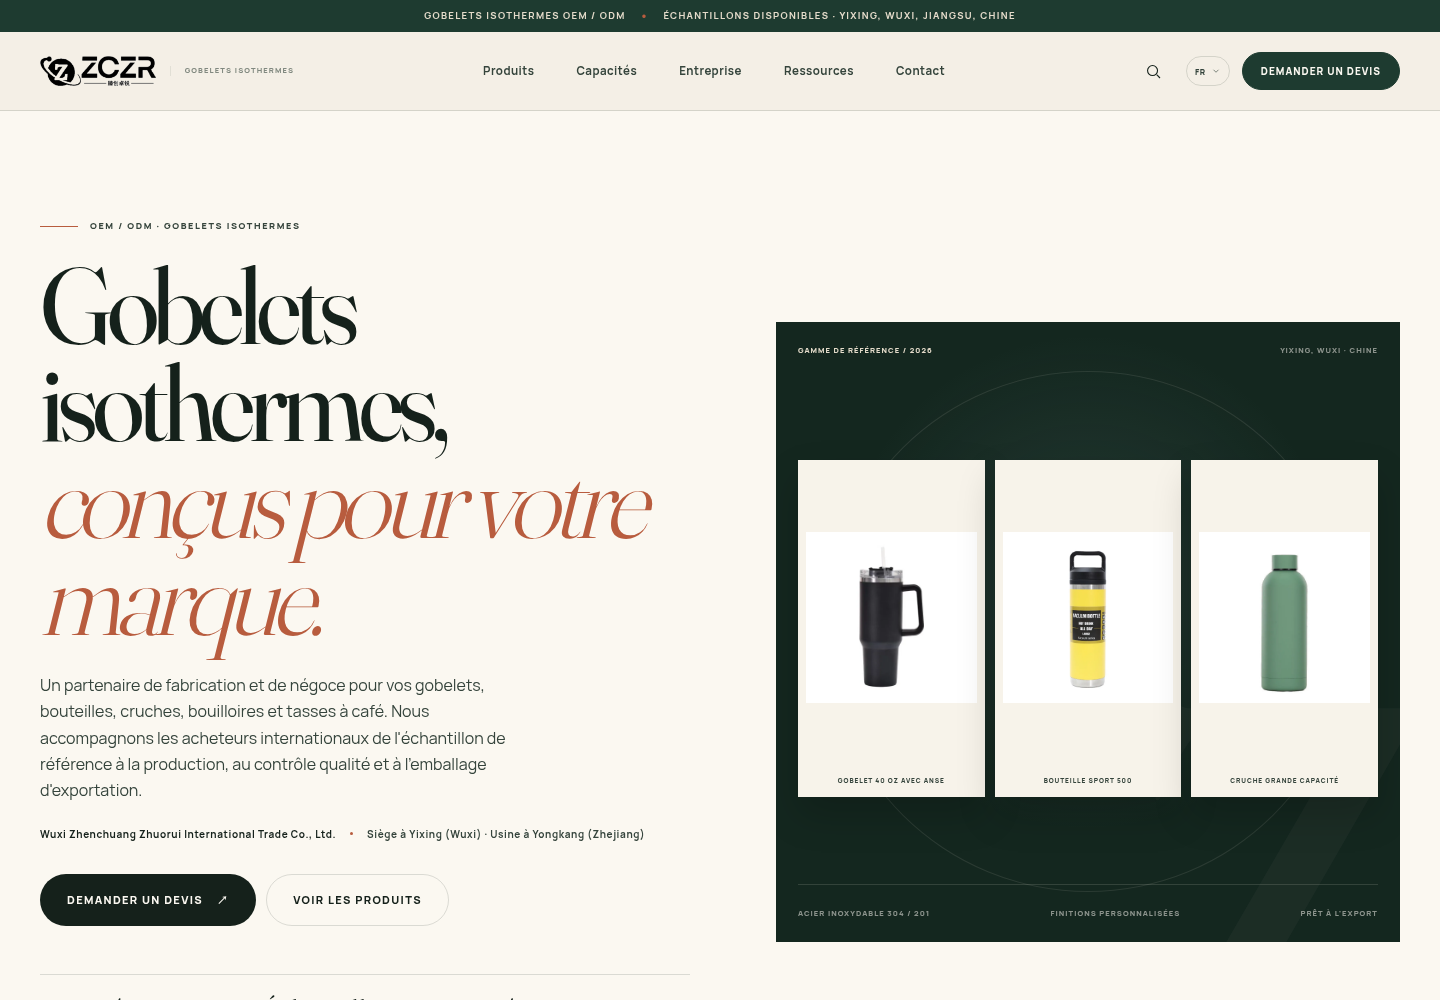 GOBELETS ISOTHERMES OEM / ODM • ÉCHANTILLONS DISPONIBLES · YIXING, WUXI, JIANGSU, CHINE
ZCZR
GOBELETS ISOTHERMES
Produits
Capacités
Entreprise
Ressources
Contact
FR
DEMANDER UN DEVIS
OEM / ODM · GOBELETS ISOTHERMES
Gobelets
isothermes,
conçus pour votre
marque.
Un partenaire de fabrication et de négoce pour vos gobelets,
bouteilles, cruches, bouilloires et tasses à café. Nous
accompagnons les acheteurs internationaux de l'échantillon de
référence à la production, au contrôle qualité et à l'emballage
d'exportation.
Wuxi Zhenchuang Zhuorui International Trade Co., Ltd. • Siège à Yixing (Wuxi) · Usine à Yongkang (Zhejiang)
DEMANDER UN DEVIS ↗
VOIR LES PRODUITS
GAMME DE RÉFÉRENCE / 2026
YIXING, WUXI · CHINE
VACUUM BOTTLE
GOBELET 40 OZ AVEC ANSE
BOUTEILLE SPORT 500
CRUCHE GRANDE CAPACITÉ
ACIER INOXYDABLE 304 / 201
FINITIONS PERSONNALISÉES
PRÊT À L'EXPORT